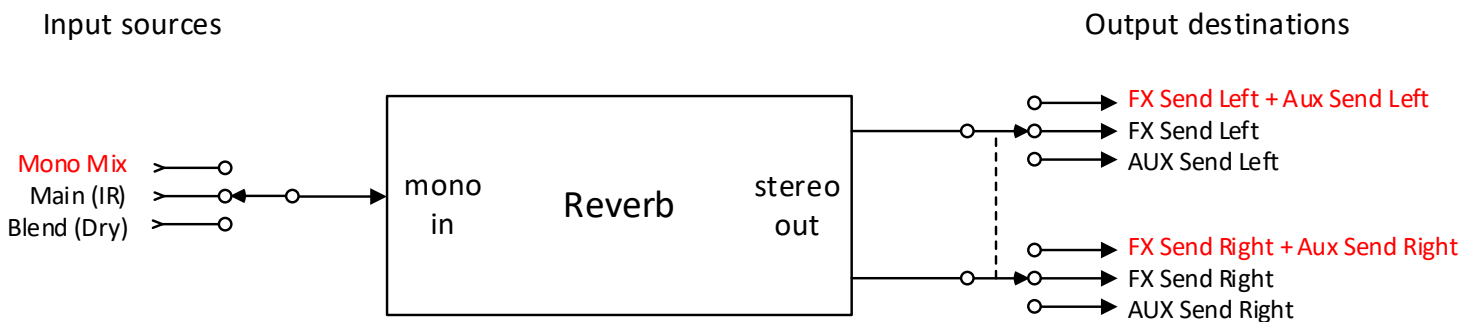 Input sources
Output destinations
Mono Mix
Main (IR)
Blend (Dry)
mono
in
Reverb
stereo
out
FX Send Left + Aux Send Left
FX Send Left
AUX Send Left
FX Send Right + Aux Send Right
FX Send Right
AUX Send Right